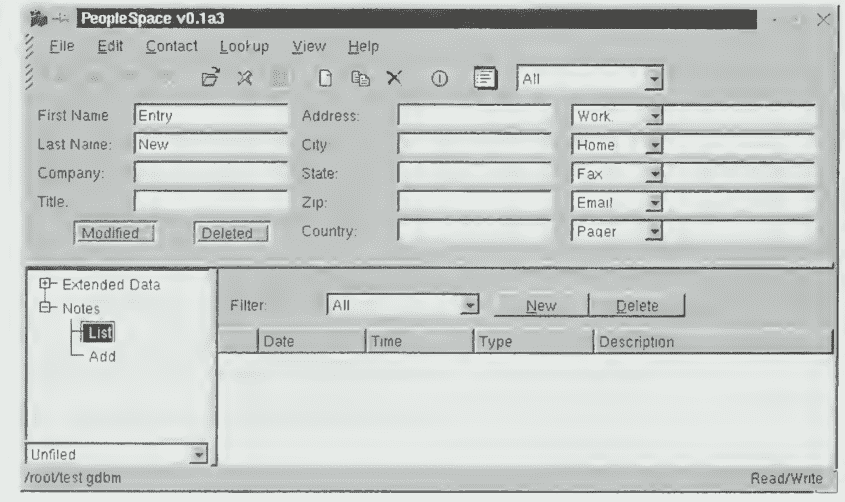 PeopleSpace v0.1a3
File Edit Contact Lookup View Help
All
First Name Entry Address: Work.
Last Name: New City Home
Company: State: Fax
Title. Zip: Email
Modified Deleted Country: Pager
Extended Data
Notes
List
Add
Filter: All New Delete
Date Time Type Description
Unfiled
/root/test gdbm Read/Write